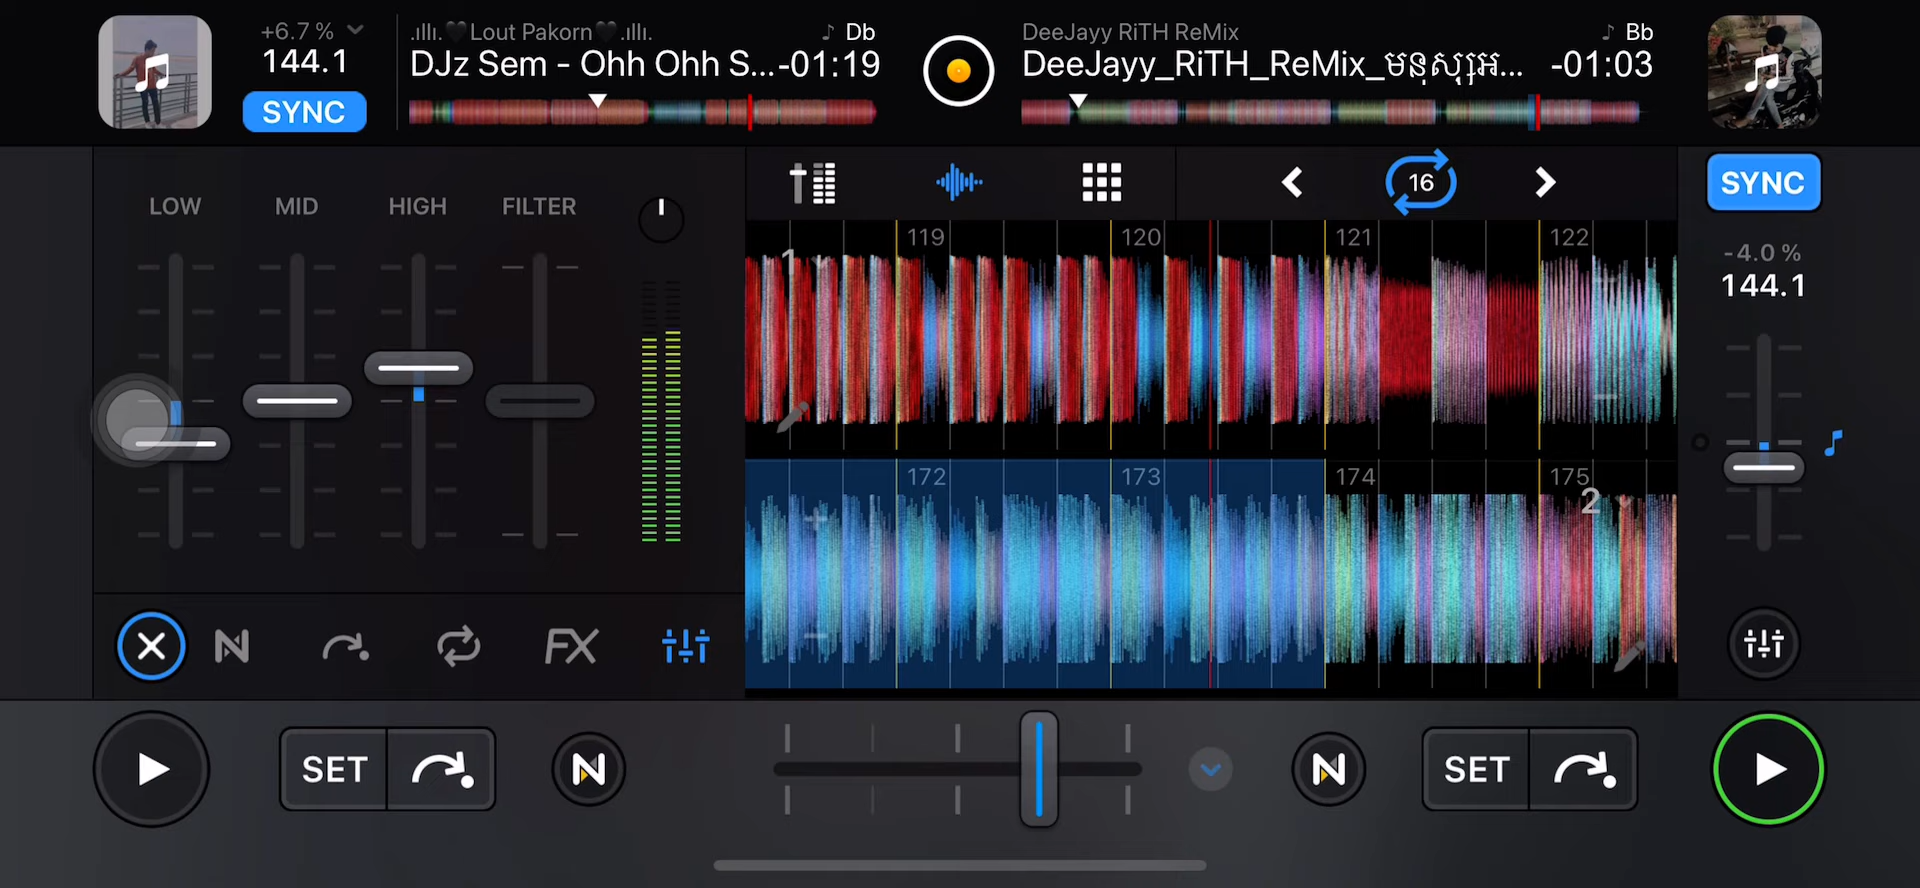 +6.7 %
144.1
SYNC
.ıllı.🖤Lout Pakorn🖤.ıllı.
♪ Db
DJz Sem - Ohh Ohh S...-01:19
DeeJayy RiTH ReMix
♪ Bb
DeeJayy_RiTH_ReMix_មនុស្សអ... -01:03
LOW MID HIGH FILTER
16
SYNC
-4.0 %
144.1
119 120 121 122
1
172 173 174 175
2
FX
SET
SET